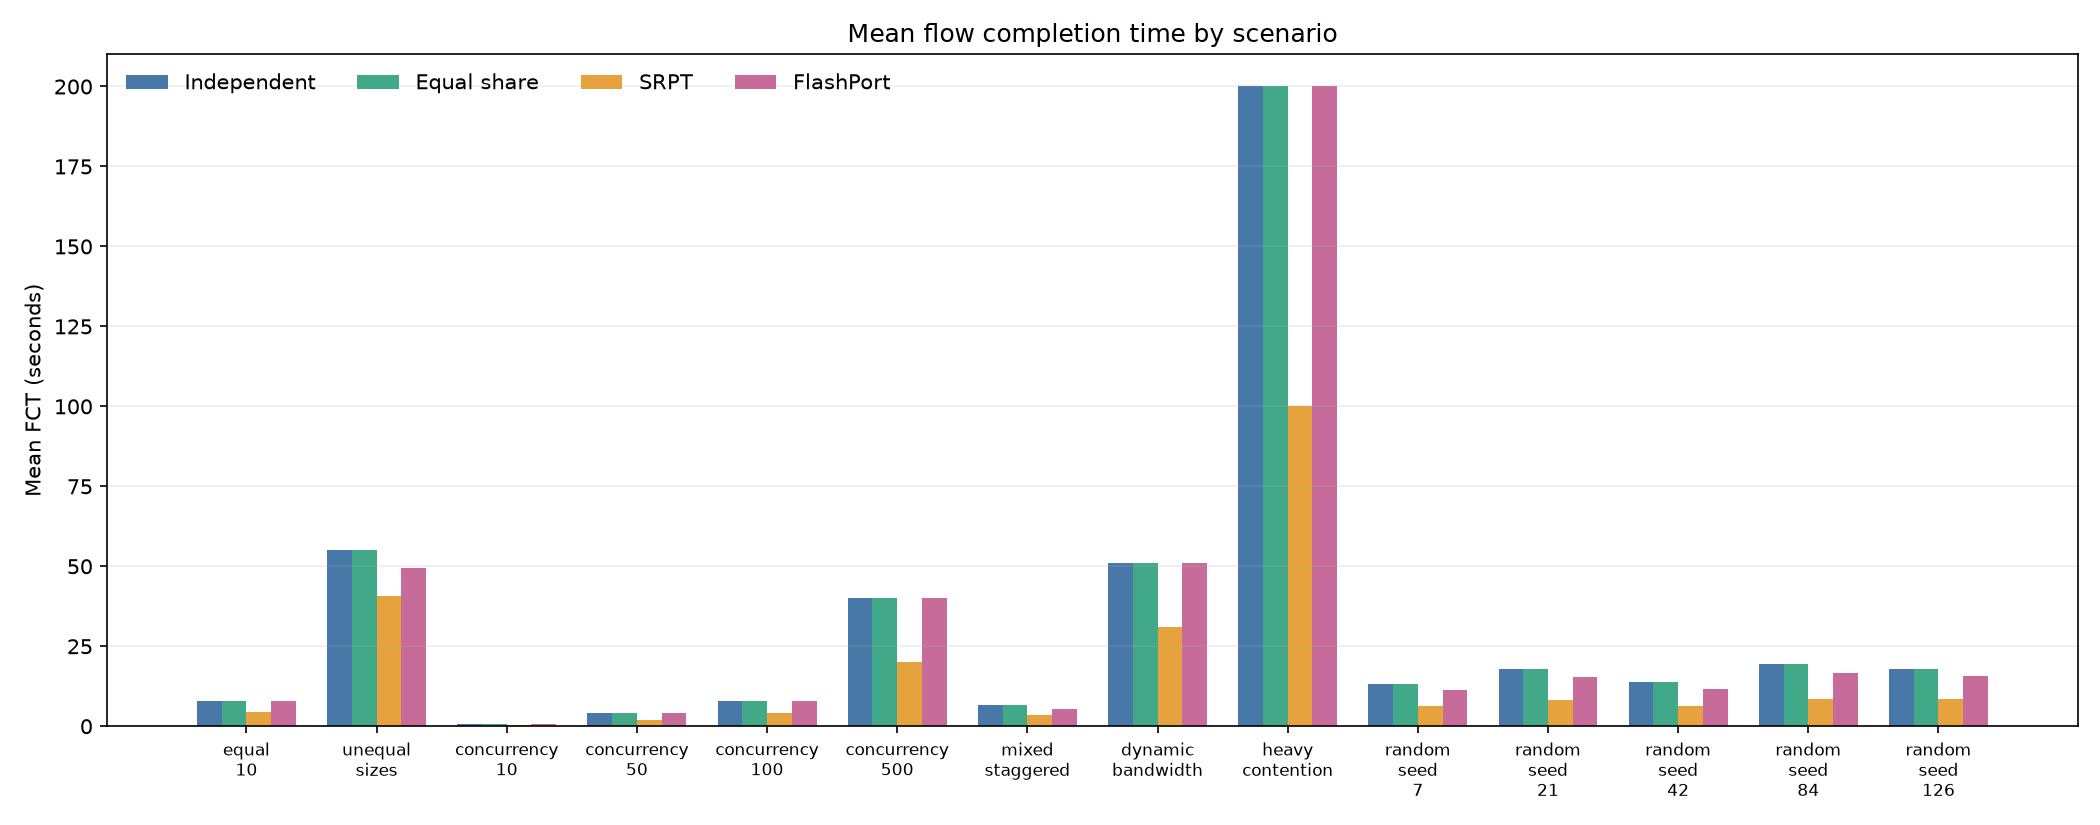 Mean flow completion time by scenario
Independent Equal share SRPT FlashPort
Mean FCT (seconds)
200
175
150
125
100
75
50
25
0
equal
10
unequal
sizes
concurrency
10
concurrency
50
concurrency
100
concurrency
500
mixed
staggered
dynamic
bandwidth
heavy
contention
random
seed
7
random
seed
21
random
seed
42
random
seed
84
random
seed
126